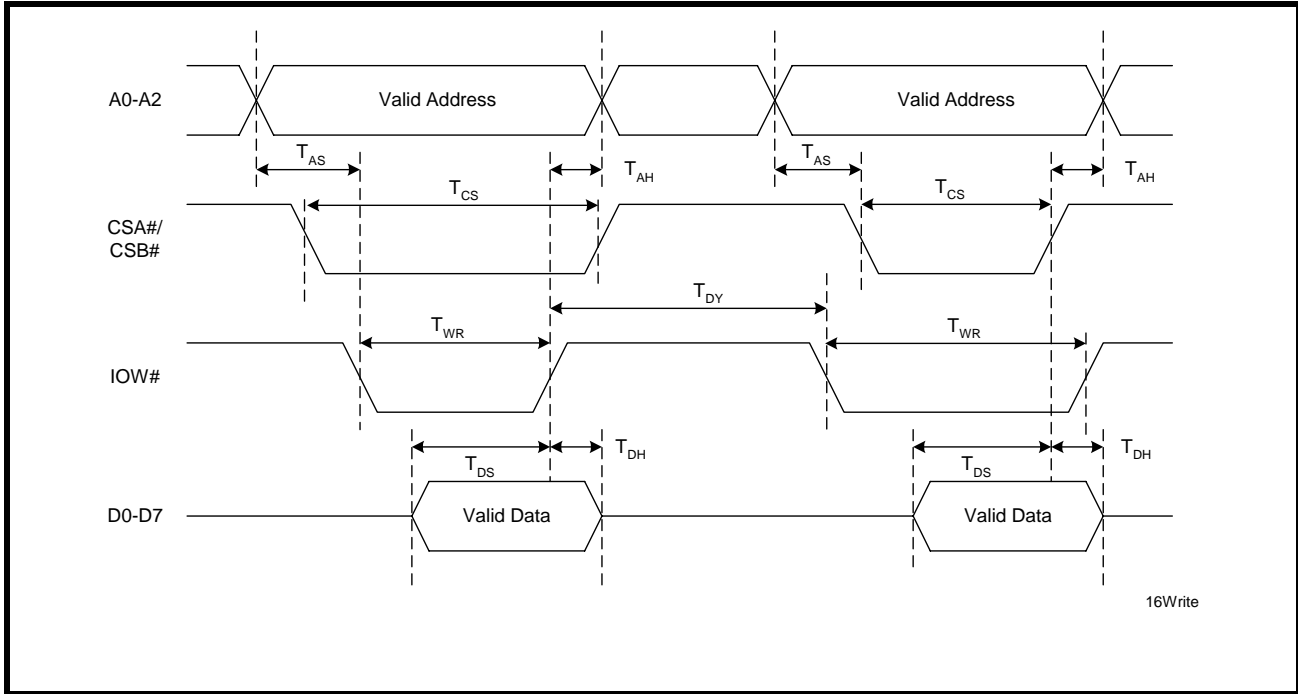 A0-A2
Valid Address
Valid Address
TAS
TAH
TAS
TAH
TCS
TCS
CSA#/
CSB#
TDY
TWR
TWR
IOW#
TDS
TDH
TDS
TDH
D0-D7
Valid Data
Valid Data
16Write